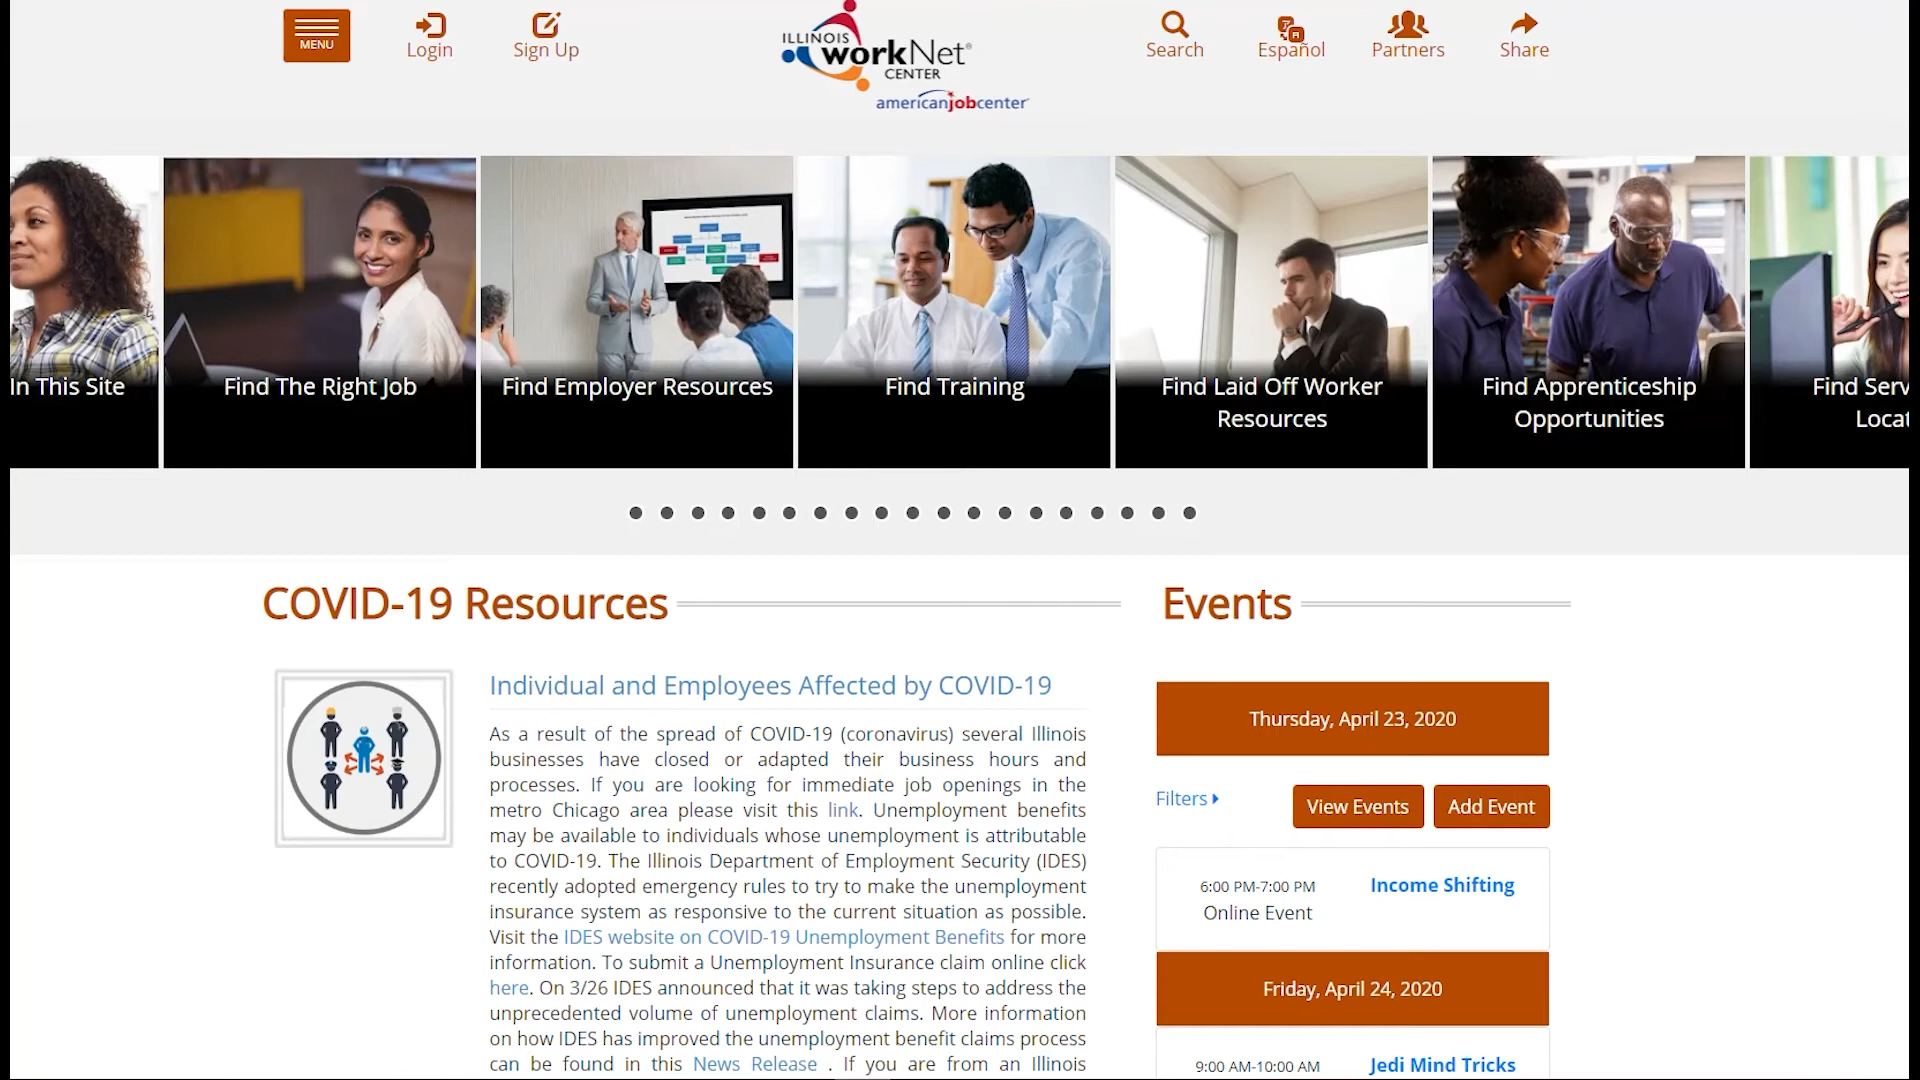 MENU
Login
Sign Up
ILLINOIS
workNet®
CENTER
americanjobcenter
Search
Español
Partners
Share
In This Site
Find The Right Job
Find Employer Resources
Find Training
Find Laid Off Worker
Resources
Find Apprenticeship
Opportunities
Find Serv
Locat
COVID-19 Resources
Individual and Employees Affected by COVID-19
As a result of the spread of COVID-19 (coronavirus) several Illinois
businesses have closed or adapted their business hours and
processes. If you are looking for immediate job openings in the
metro Chicago area please visit this link. Unemployment benefits
may be available to individuals whose unemployment is attributable
to COVID-19. The Illinois Department of Employment Security (IDES)
recently adopted emergency rules to try to make the unemployment
insurance system as responsive to the current situation as possible.
Visit the IDES website on COVID-19 Unemployment Benefits for more
information. To submit a Unemployment Insurance claim online click
here. On 3/26 IDES announced that it was taking steps to address the
unprecedented volume of unemployment claims. More information
on how IDES has improved the unemployment benefit claims process
can be found in this News Release . If you are from an Illinois
Events
Thursday, April 23, 2020
Filters
View Events
Add Event
6:00 PM-7:00 PM
Online Event
Income Shifting
Friday, April 24, 2020
9:00 AM-10:00 AM
Jedi Mind Tricks